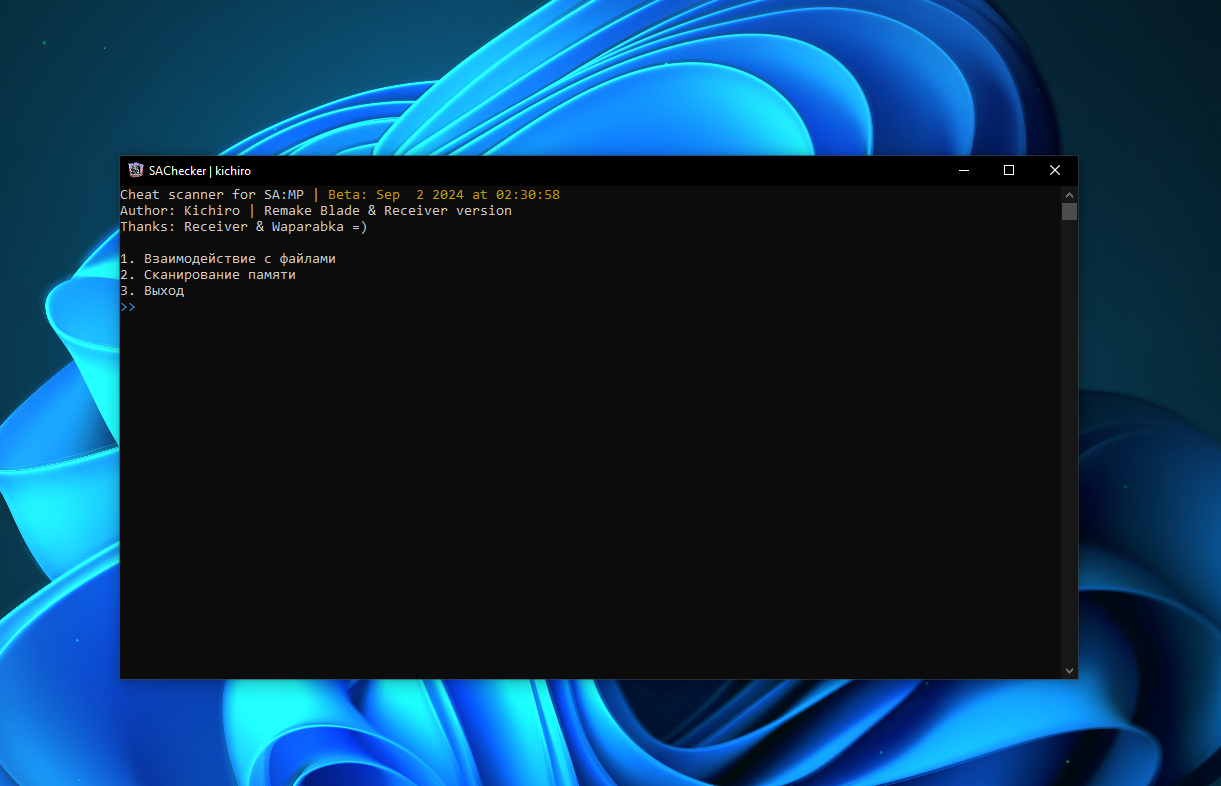 SAChecker | kichiro
Cheat scanner for SA:MP | Beta: Sep  2 2024 at 02:30:58
Author: Kichiro | Remake Blade & Receiver version
Thanks: Receiver & Waparabka =)
1. Взаимодействие с файлами
2. Сканирование памяти
3. Выход
>>